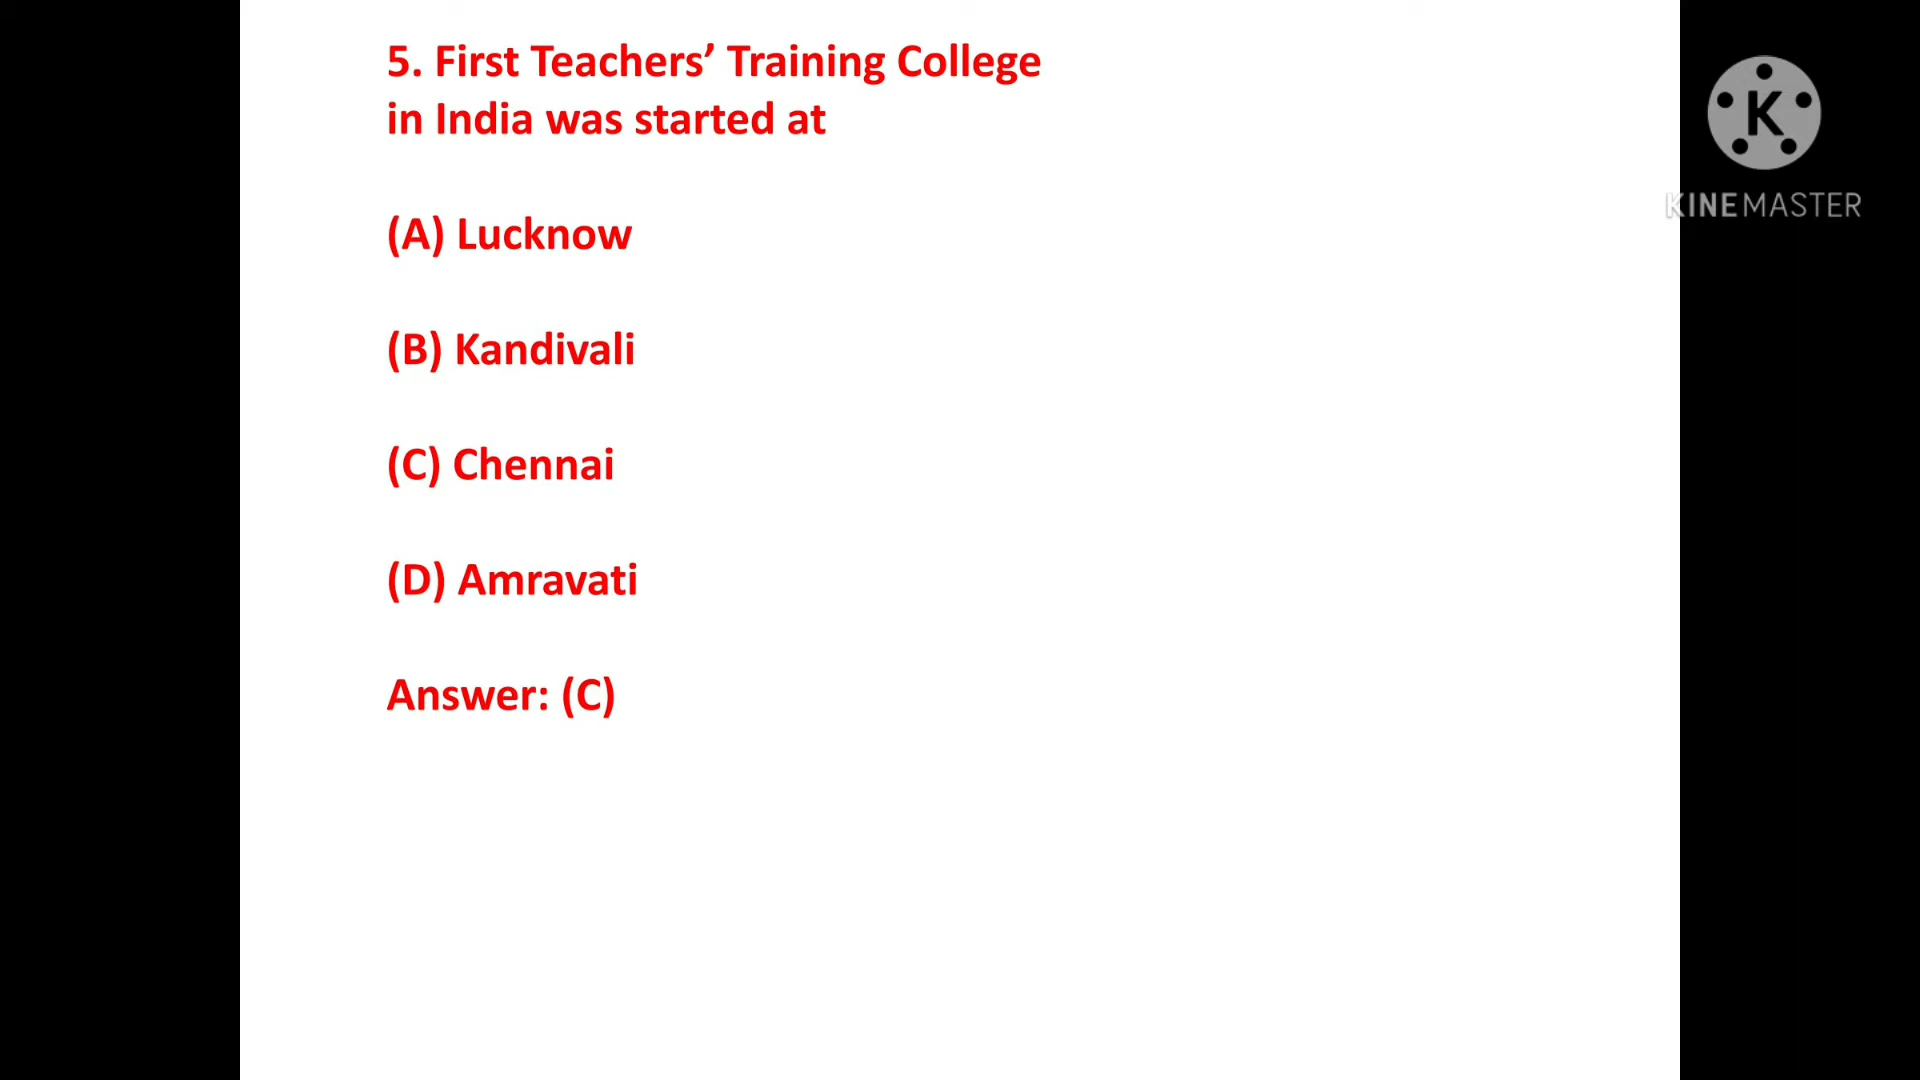 5. First Teachers’ Training College
in India was started at
(A) Lucknow
(B) Kandivali
(C) Chennai
(D) Amravati
Answer: (C)
K
KINEMASTER